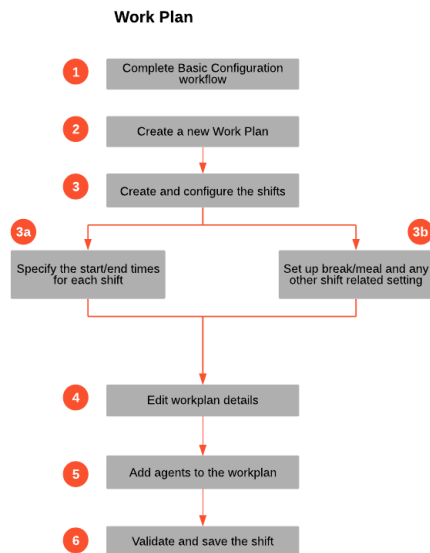 Work Plan
1
Complete Basic Configuration
workflow
2
Create a new Work Plan
3
Create and configure the shifts
3a
3b
Specify the start/end times
for each shift
Set up break/meal and any
other shift related setting
4
Edit workplan details
5
Add agents to the workplan
6
Validate and save the shift